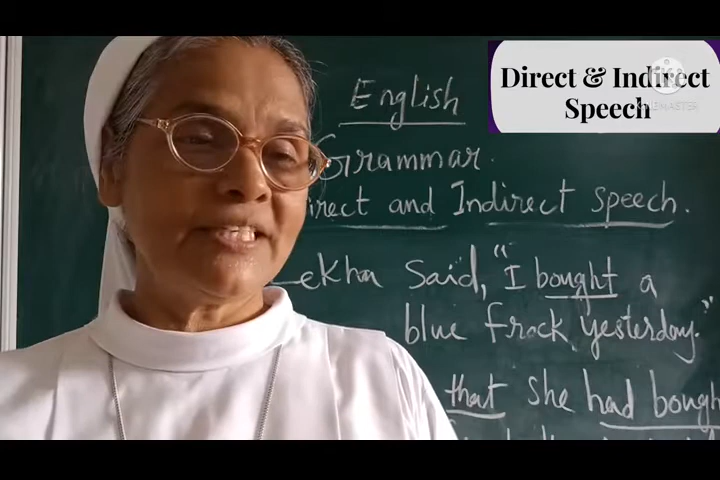 Direct & Indirect
Speech
KINEMASTER
English
Grammar.
irect and Indirect speech.
ekha said, "I bought a
blue frock yesterday."
that she had bough